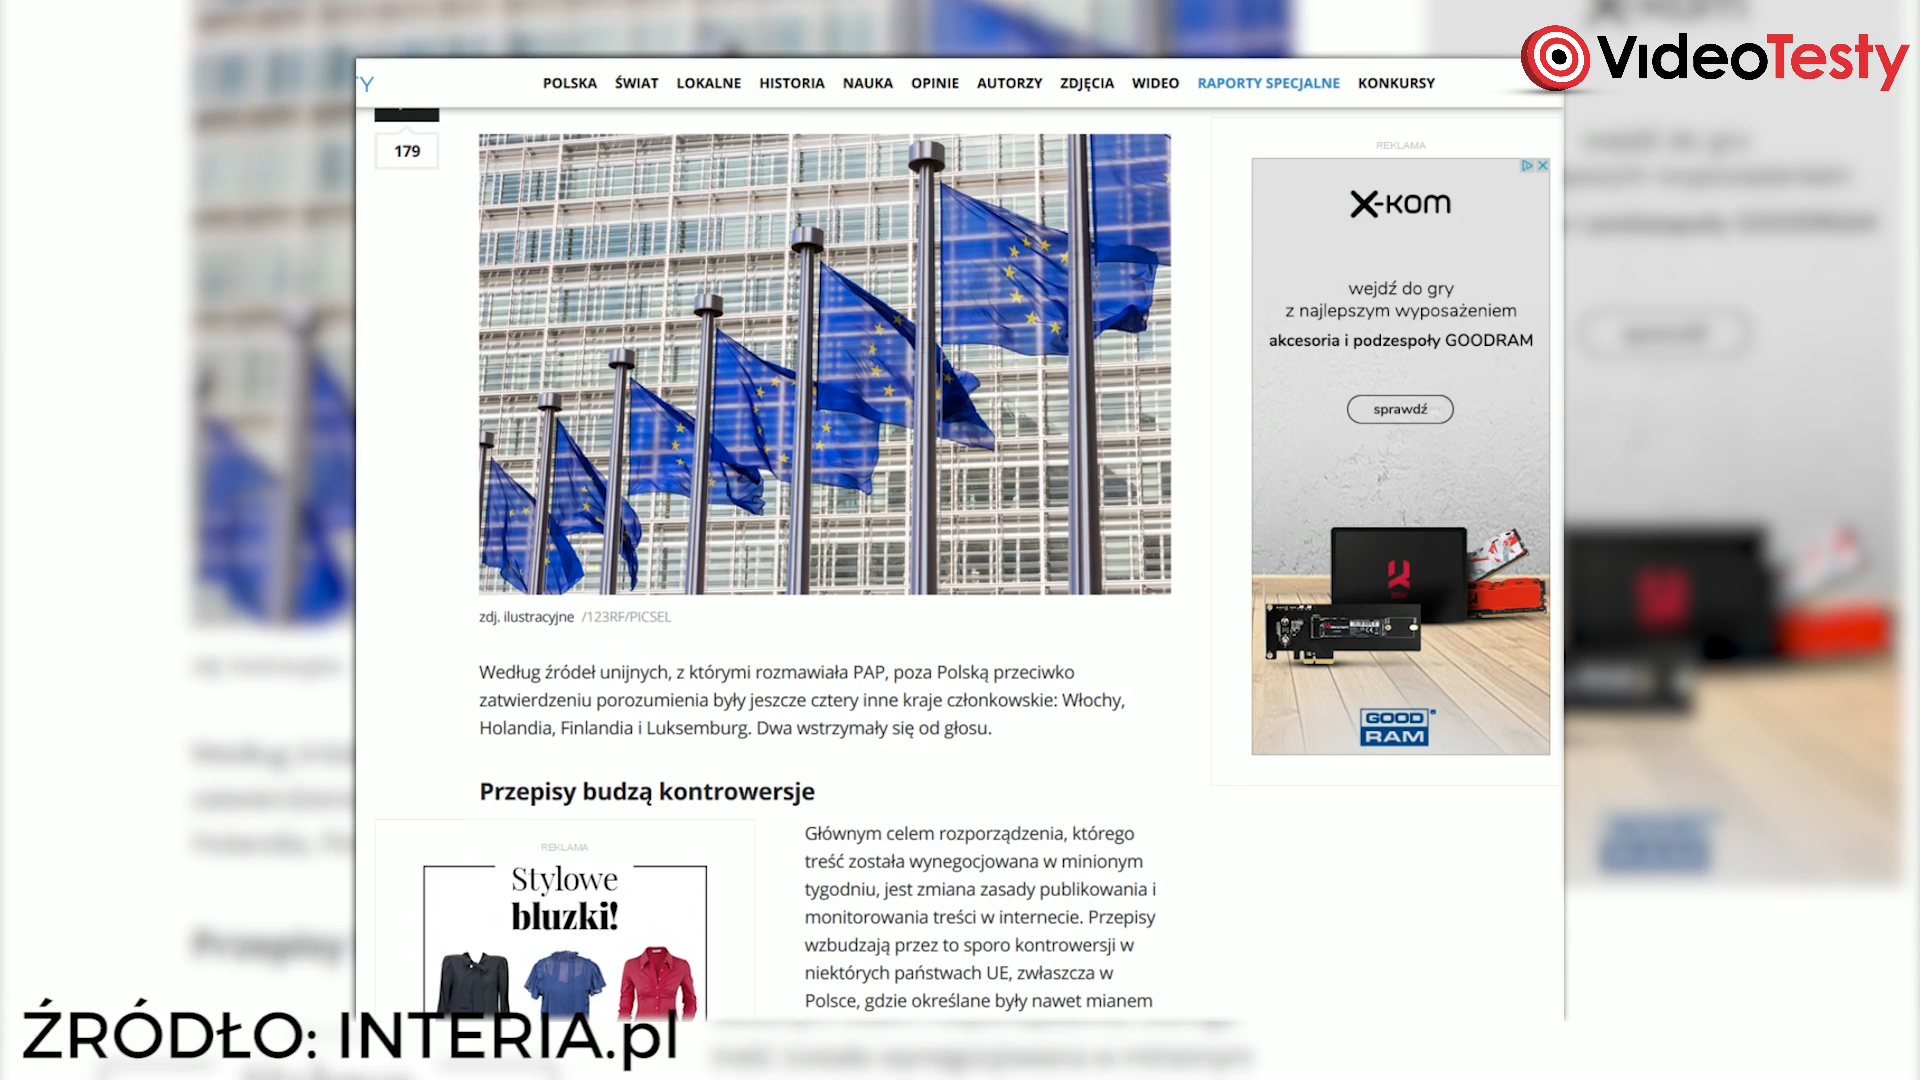 VideoTesty
POLSKA ŚWIAT LOKALNE HISTORIA NAUKA OPINIE AUTORZY ZDJĘCIA WIDEO RAPORTY SPECJALNE KONKURSY
179
zdj. ilustracyjne /123RF/PICSEL
Według źródeł unijnych, z którymi rozmawiała PAP, poza Polską przeciwko
zatwierdzeniu porozumienia były jeszcze cztery inne kraje członkowskie: Włochy,
Holandia, Finlandia i Luksemburg. Dwa wstrzymały się od głosu.
Przepisy budzą kontrowersje
Głównym celem rozporządzenia, którego
treść została wynegocjowana w minionym
tygodniu, jest zmiana zasady publikowania i
monitorowania treści w internecie. Przepisy
wzbudzają przez to sporo kontrowersji w
niektórych państwach UE, zwłaszcza w
Polsce, gdzie określane były nawet mianem
REKLAMA
Stylowe
bluzki!
REKLAMA
X-KOM
wejdź do gry
z najlepszym wyposażeniem
akcesoria i podzespoły GOODRAM
sprawdź
GOOD
RAM
ŹRÓDŁO: INTERIA.pl